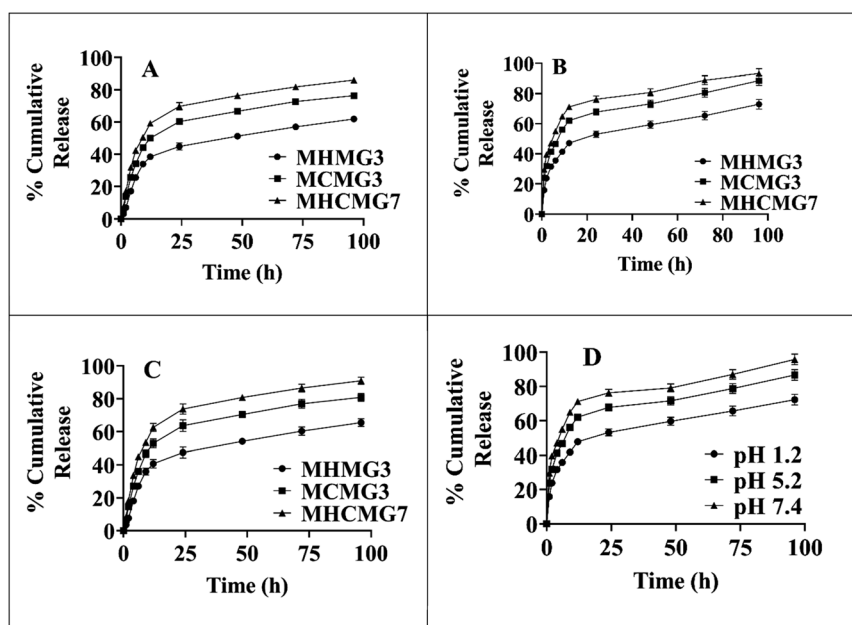 A
% Cumulative
Release
100
80
60
40
20
0
0 25 50 75 100
Time (h)
MHMG3
MCMG3
MHCMG7
B
% Cumulative
Release
100
80
60
40
20
0
0 20 40 60 80 100
Time (h)
MHMG3
MCMG3
MHCMG7
C
% Cumulative
Release
100
80
60
40
20
0
0 25 50 75 100
Time (h)
MHMG3
MCMG3
MHCMG7
D
% Cumulative
Release
100
80
60
40
20
0
0 25 50 75 100
Time (h)
pH 1.2
pH 5.2
pH 7.4